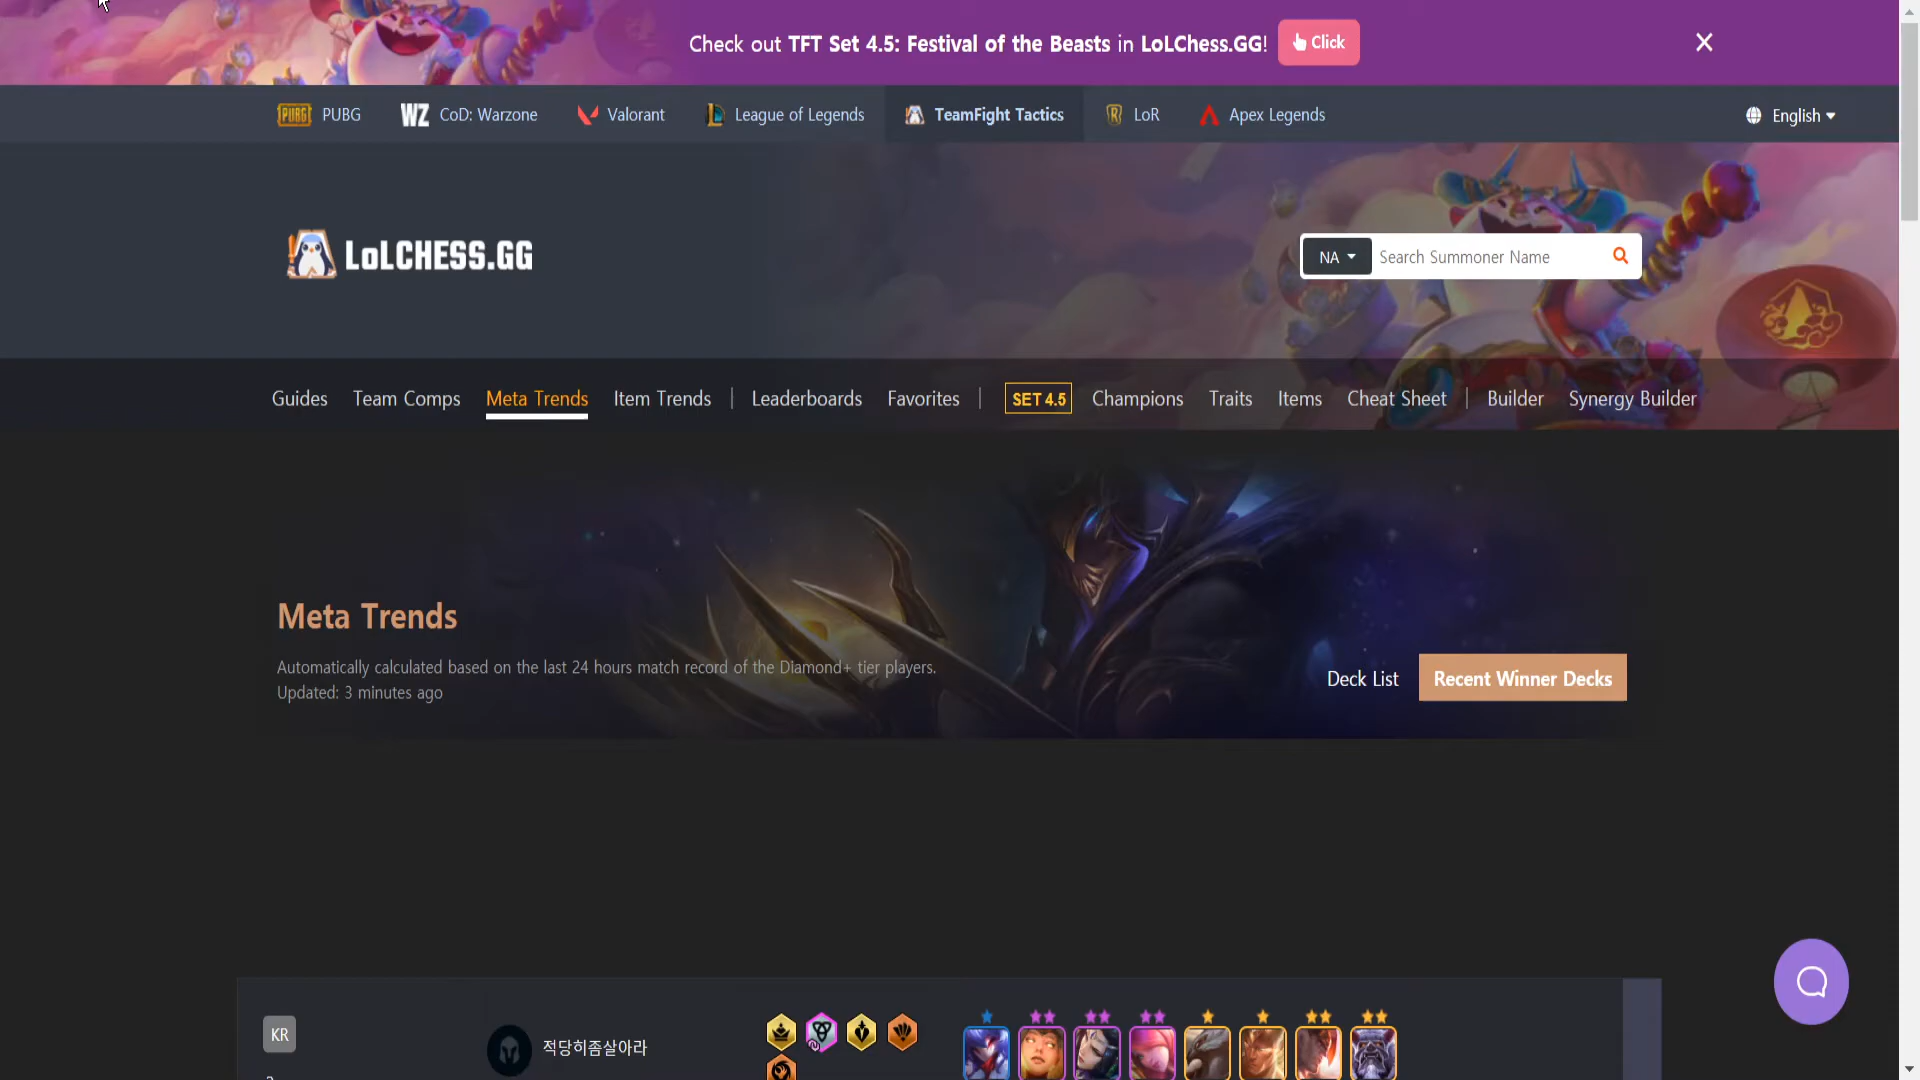 Check out TFT Set 4.5: Festival of the Beasts in LoLChess.GG! Click
PUBG PUBG WZ CoD: Warzone Valorant League of Legends TeamFight Tactics LoR Apex Legends English
LoLCHESS.GG
NA Search Summoner Name
Guides Team Comps Meta Trends Item Trends | Leaderboards Favorites | SET 4.5 Champions Traits Items Cheat Sheet | Builder Synergy Builder
Meta Trends
Automatically calculated based on the last 24 hours match record of the Diamond+ tier players.
Updated: 3 minutes ago
Deck List Recent Winner Decks
KR
적당히좀살아라